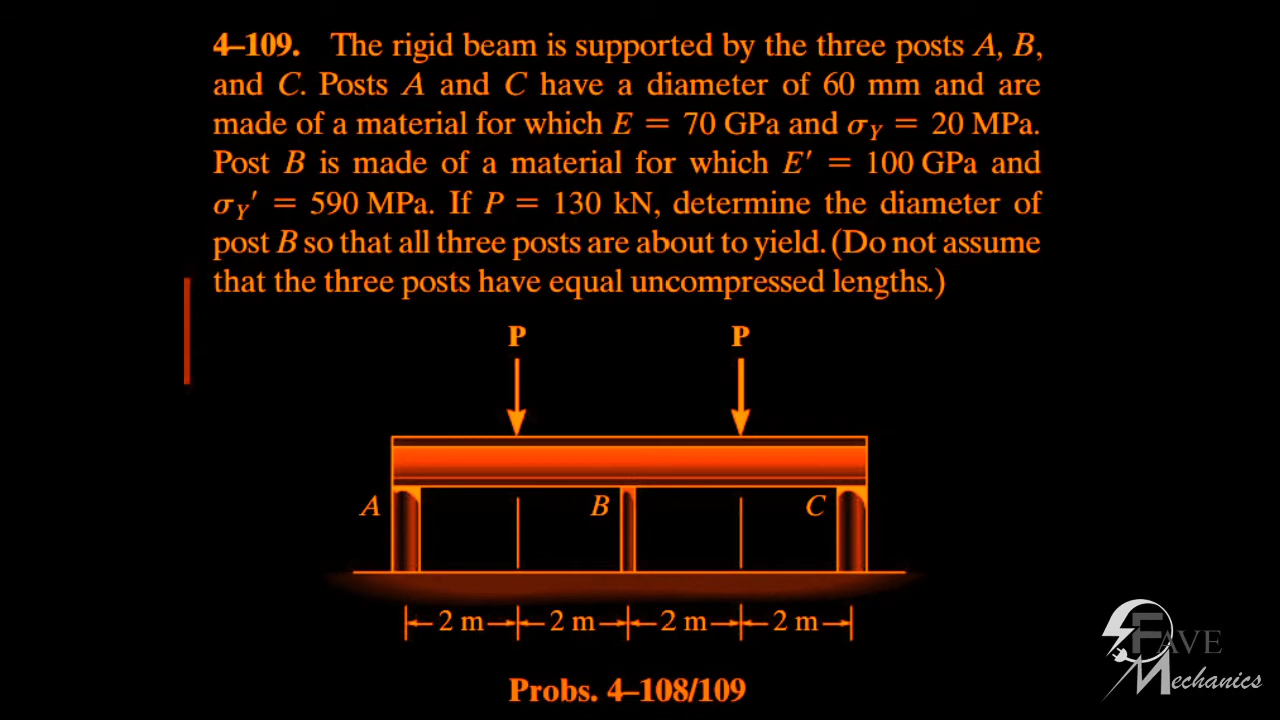 4–109. The rigid beam is supported by the three posts A, B,
and C. Posts A and C have a diameter of 60 mm and are
made of a material for which E = 70 GPa and σY = 20 MPa.
Post B is made of a material for which E′ = 100 GPa and
σY′ = 590 MPa. If P = 130 kN, determine the diameter of
post B so that all three posts are about to yield. (Do not assume
that the three posts have equal uncompressed lengths.)
P P
A B C
2 m 2 m 2 m 2 m
Probs. 4–108/109
FAVE
Mechanics